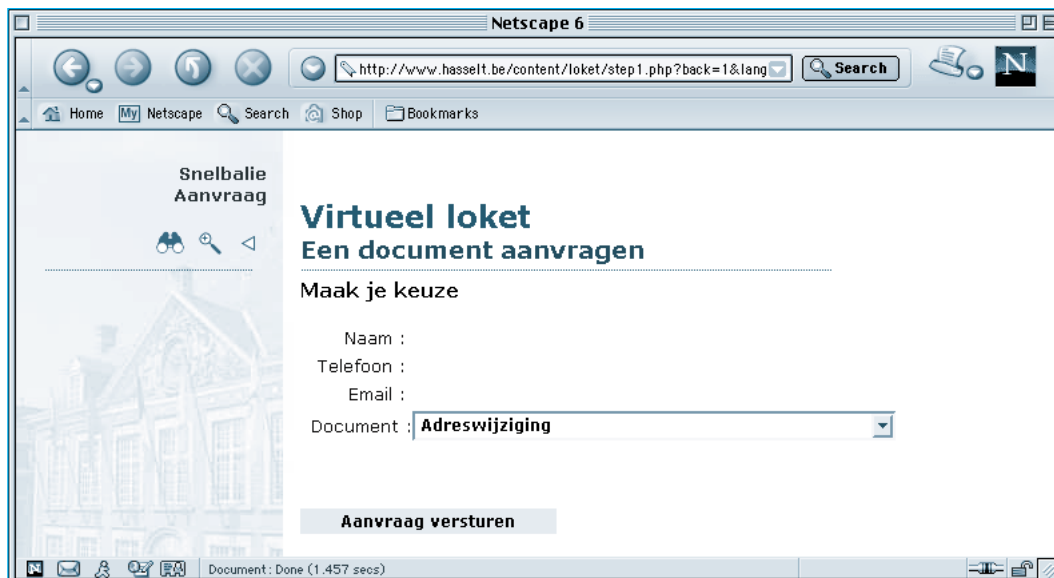 Netscape 6
http://www.hasselt.be/content/loket/step1.php?back=1&lang
Search
N
Home My Netscape Search Shop Bookmarks
Snelbalie
Aanvraag
Virtueel loket
Een document aanvragen
Maak je keuze
Naam :
Telefoon :
Email :
Document : Adreswijziging
Aanvraag versturen
N
Document: Done (1.457 secs)